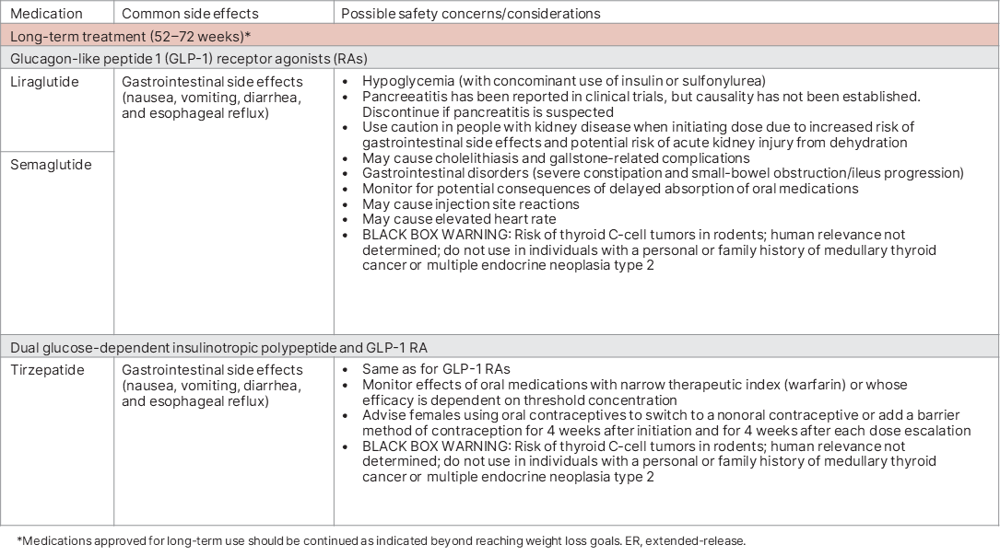 Medication Common side effects Possible safety concerns/considerations
Long-term treatment (52–72 weeks)*
Glucagon-like peptide 1 (GLP-1) receptor agonists (RAs)
Liraglutide
Semaglutide
Gastrointestinal side effects
(nausea, vomiting, diarrhea,
and esophageal reflux)
• Hypoglycemia (with concomitant use of insulin or sulfonylurea)
• Pancreeatitis has been reported in clinical trials, but causality has not been established.
Discontinue if pancreatitis is suspected
• Use caution in people with kidney disease when initiating dose due to increased risk of
gastrointestinal side effects and potential risk of acute kidney injury from dehydration
• May cause cholelithiasis and gallstone-related complications
• Gastrointestinal disorders (severe constipation and small-bowel obstruction/ileus progression)
• Monitor for potential consequences of delayed absorption of oral medications
• May cause injection site reactions
• May cause elevated heart rate
• BLACK BOX WARNING: Risk of thyroid C-cell tumors in rodents; human relevance not
determined; do not use in individuals with a personal or family history of medullary thyroid
cancer or multiple endocrine neoplasia type 2
Dual glucose-dependent insulinotropic polypeptide and GLP-1 RA
Tirzepatide
Gastrointestinal side effects
(nausea, vomiting, diarrhea,
and esophageal reflux)
• Same as for GLP-1 RAs
• Monitor effects of oral medications with narrow therapeutic index (warfarin) or whose
efficacy is dependent on threshold concentration
• Advise females using oral contraceptives to switch to a nonoral contraceptive or add a barrier
method of contraception for 4 weeks after initiation and for 4 weeks after each dose escalation
• BLACK BOX WARNING: Risk of thyroid C-cell tumors in rodents; human relevance not
determined; do not use in individuals with a personal or family history of medullary thyroid
cancer or multiple endocrine neoplasia type 2
*Medications approved for long-term use should be continued as indicated beyond reaching weight loss goals. ER, extended-release.